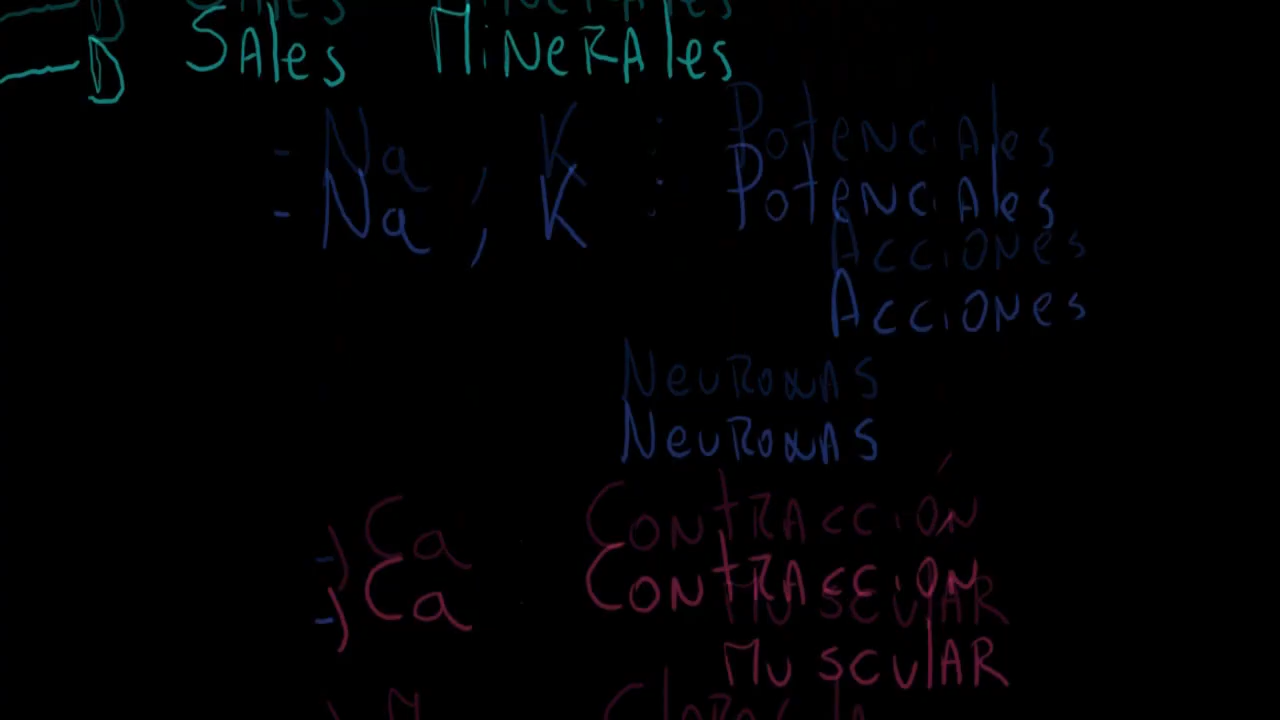 Sales Minerales
- Na, K : Potenciales
Acciones
Neuronas
-) Ca Contracción
Muscular